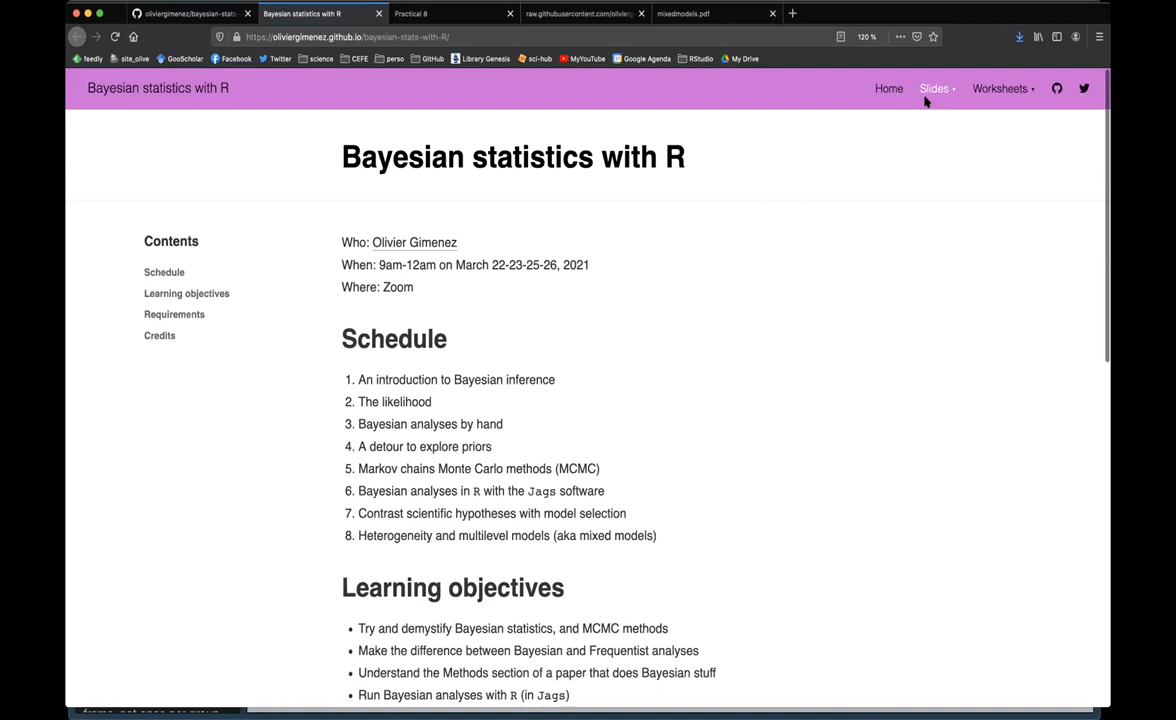 oliviergimenez/bayesian-stats-
Bayesian statistics with R
Practical 8
raw.githubusercontent.com/olivierg
mixedmodels.pdf
https://oliviergimenez.github.io/bayesian-stats-with-R/
120 %
feedly
site_olive
GooScholar
Facebook
Twitter
science
CEFE
perso
GitHub
Library Genesis
sci-hub
MyYouTube
Google Agenda
RStudio
My Drive
Bayesian statistics with R
Home
Slides
Worksheets
Bayesian statistics with R
Contents
Schedule
Learning objectives
Requirements
Credits
Who: Olivier Gimenez
When: 9am-12am on March 22-23-25-26, 2021
Where: Zoom
Schedule
1. An introduction to Bayesian inference
2. The likelihood
3. Bayesian analyses by hand
4. A detour to explore priors
5. Markov chains Monte Carlo methods (MCMC)
6. Bayesian analyses in R with the Jags software
7. Contrast scientific hypotheses with model selection
8. Heterogeneity and multilevel models (aka mixed models)
Learning objectives
• Try and demystify Bayesian statistics, and MCMC methods
• Make the difference between Bayesian and Frequentist analyses
• Understand the Methods section of a paper that does Bayesian stuff
• Run Bayesian analyses with R (in Jags)